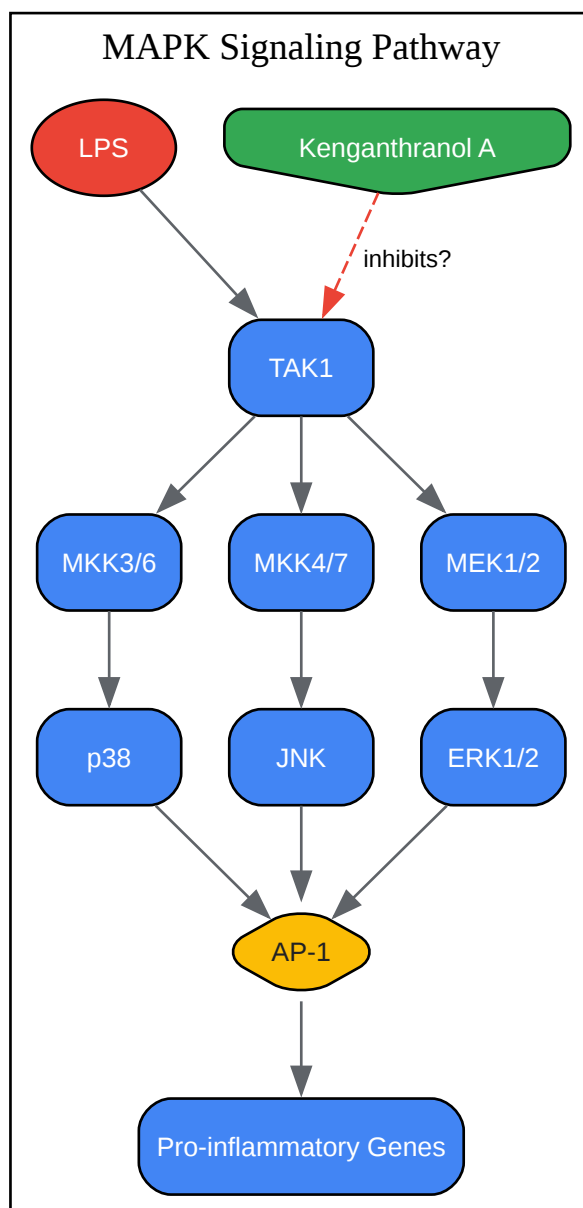 MAPK Signaling Pathway
LPS
Kenganthranol A
inhibits?
TAK1
MKK3/6
MKK4/7
MEK1/2
p38
JNK
ERK1/2
AP-1
Pro-inflammatory Genes